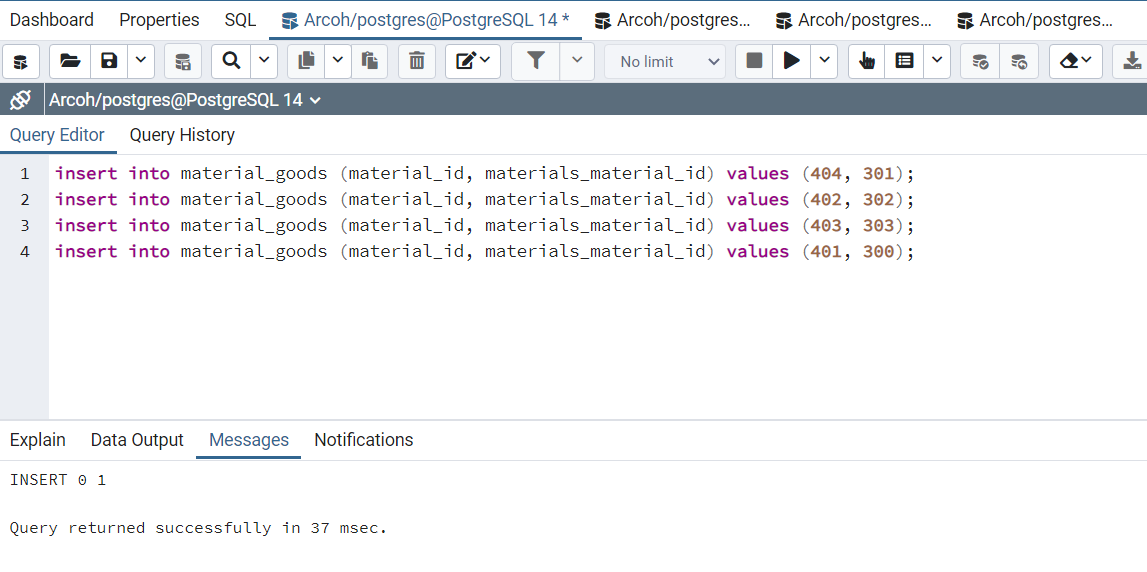 Dashboard Properties SQL Arcoh/postgres@PostgreSQL 14 * Arcoh/postgres... Arcoh/postgres... Arcoh/postgres...
No limit
Arcoh/postgres@PostgreSQL 14
Query Editor Query History
1 insert into material_goods (material_id, materials_material_id) values (404, 301);
2 insert into material_goods (material_id, materials_material_id) values (402, 302);
3 insert into material_goods (material_id, materials_material_id) values (403, 303);
4 insert into material_goods (material_id, materials_material_id) values (401, 300);
Explain Data Output Messages Notifications
INSERT 0 1
Query returned successfully in 37 msec.